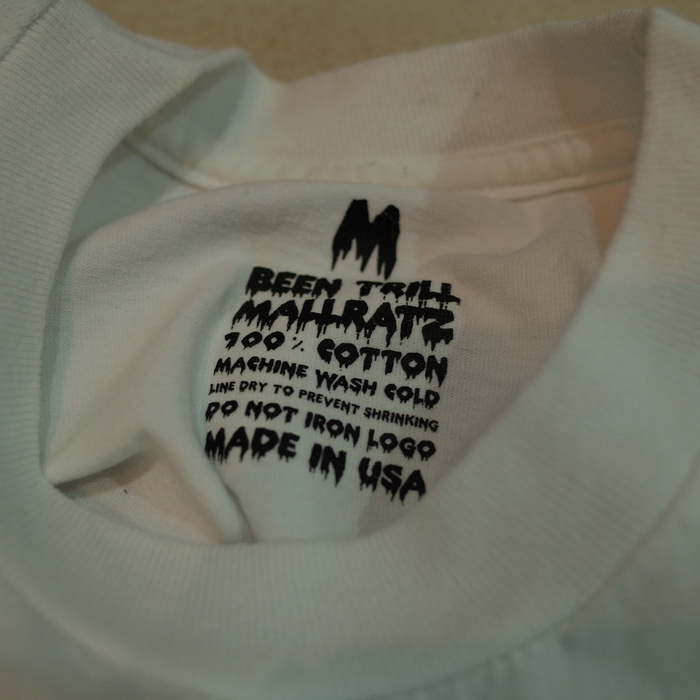 M
BEEN TRILL
MALLRATZ
100% COTTON
MACHINE WASH COLD
LINE DRY TO PREVENT SHRINKING
DO NOT IRON LOGO
MADE IN USA